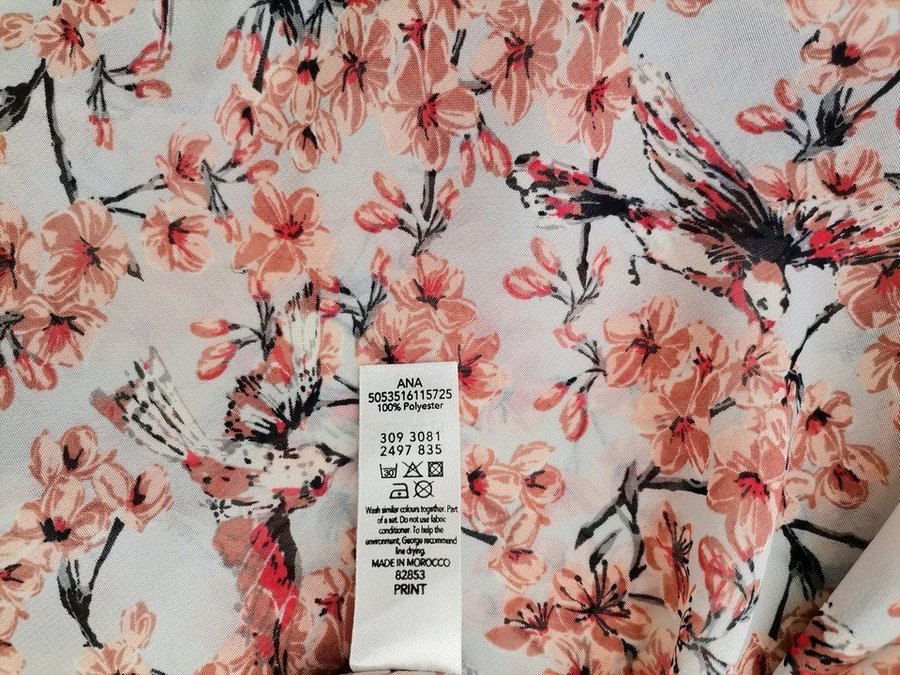 ANA
5053516115725
100% Polyester
309 3081
2497 835
30
Wash similar colours together. Part
of a set. Do not use fabric
conditioner. To help the
environment, George recommend
line drying.
MADE IN MOROCCO
82853
PRINT